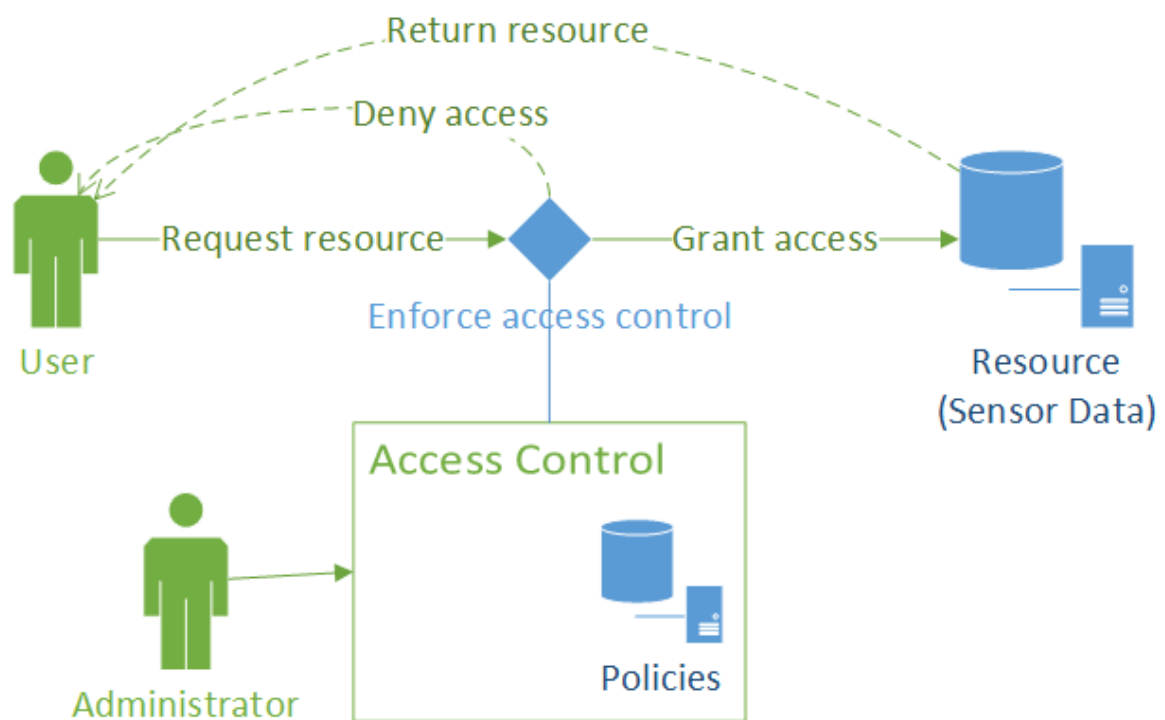 Return resource
Deny access
Request resource
Grant access
Enforce access control
User
Resource
(Sensor Data)
Access Control
Policies
Administrator